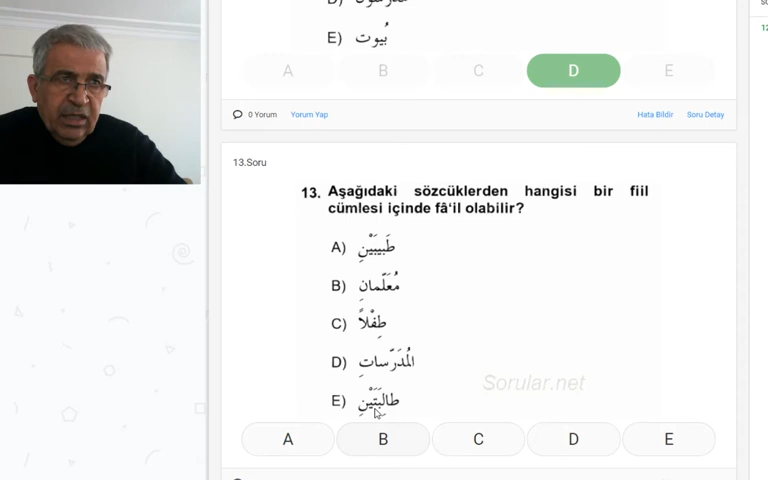 E) بُيوت
A B C D E
0 Yorum Yorum Yap Hata Bildir Soru Detay
13.Soru
13. Aşağıdaki sözcüklerden hangisi bir fiil
cümlesi içinde fâ'il olabilir?
A) طَبيبَيْنِ
B) مُعَلِّمانِ
C) طِفْلاً
D) المُدَرِّساتِ
Sorular.net
E) طالِبَتَيْنِ
A B C D E